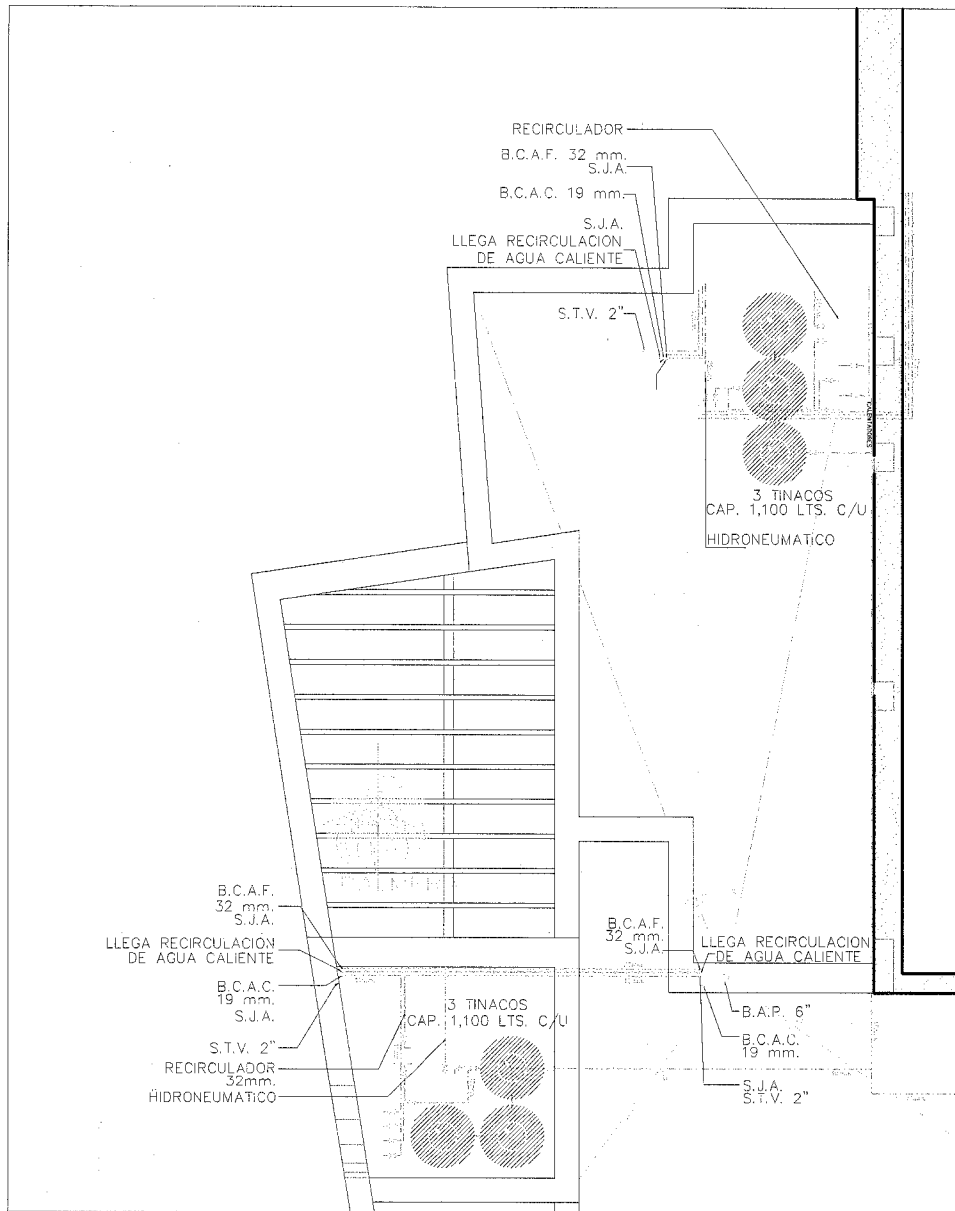 RECIRCULADOR
B.C.A.F. 32 mm.
S.J.A.
B.C.A.C. 19 mm.
S.J.A.
LLEGA RECIRCULACION
DE AGUA CALIENTE
S.T.V. 2"
CALENTADORES
3 TINACOS
CAP. 1,100 LTS. C/U
HIDRONEUMATICO
B.C.A.F.
32 mm.
S.J.A.
LLEGA RECIRCULACION
DE AGUA CALIENTE
B.C.A.C.
19 mm.
S.J.A.
S.T.V. 2"
RECIRCULADOR
32mm.
HIDRONEUMATICO
3 TINACOS
CAP. 1,100 LTS. C/U
B.C.A.F.
32 mm.
S.J.A.
LLEGA RECIRCULACION
DE AGUA CALIENTE
B.A.P. 6"
B.C.A.C.
19 mm.
S.J.A.
S.T.V. 2"